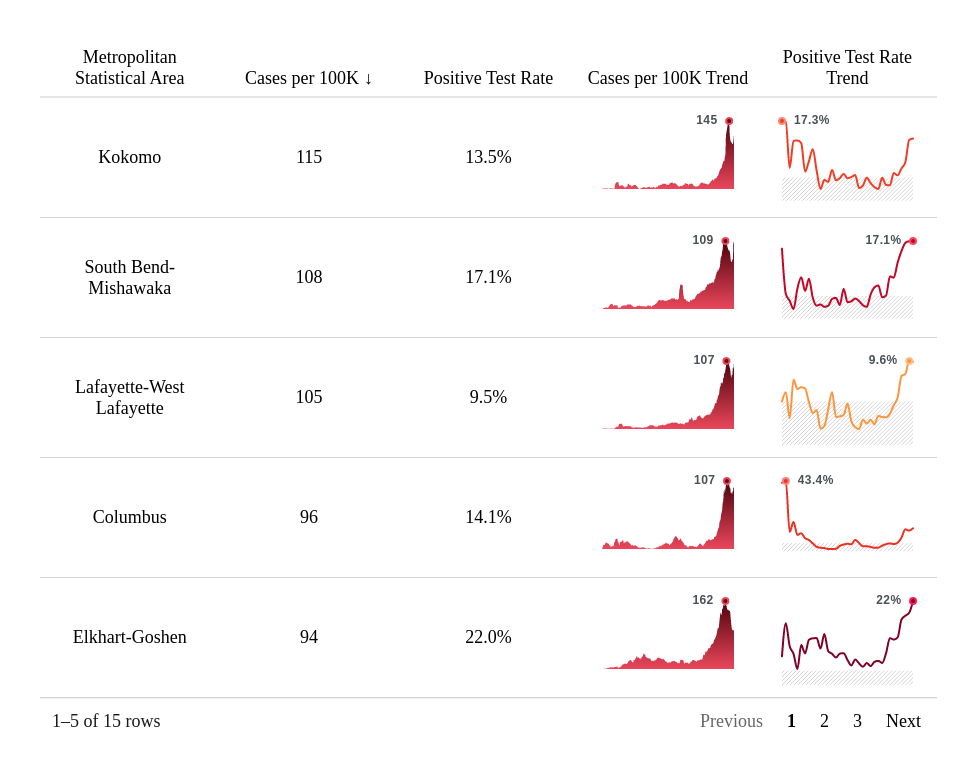 Metropolitan
Statistical Area
Cases per 100K ↓
Positive Test Rate
Cases per 100K Trend
Positive Test Rate
Trend
Kokomo
115
13.5%
145
17.3%
South Bend-
Mishawaka
108
17.1%
109
17.1%
Lafayette-West
Lafayette
105
9.5%
107
9.6%
Columbus
96
14.1%
107
43.4%
Elkhart-Goshen
94
22.0%
162
22%
1–5 of 15 rows
Previous 1 2 3 Next